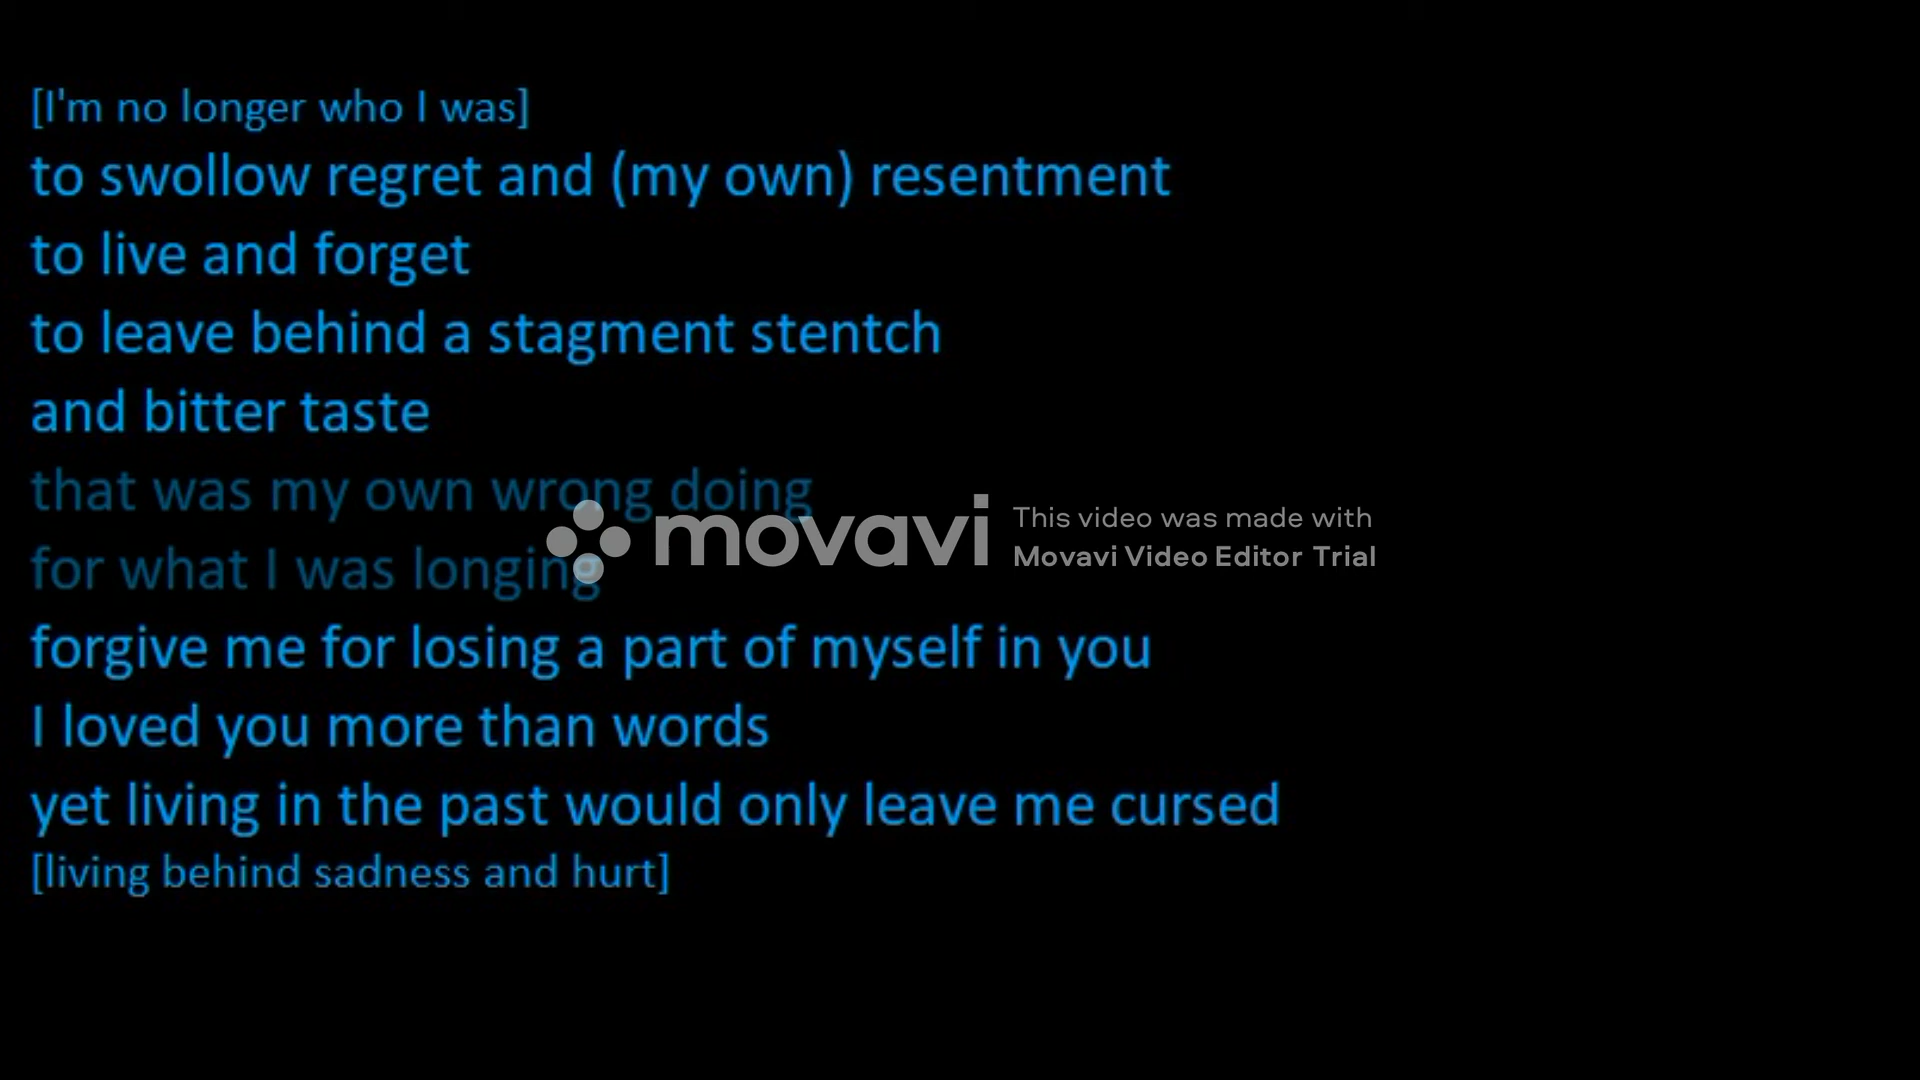 [I'm no longer who I was]
to swollow regret and (my own) resentment
to live and forget
to leave behind a stagment stentch
and bitter taste
that was my own wrong doing
for what I was longing
movavi
This video was made with
Movavi Video Editor Trial
forgive me for losing a part of myself in you
I loved you more than words
yet living in the past would only leave me cursed
[living behind sadness and hurt]